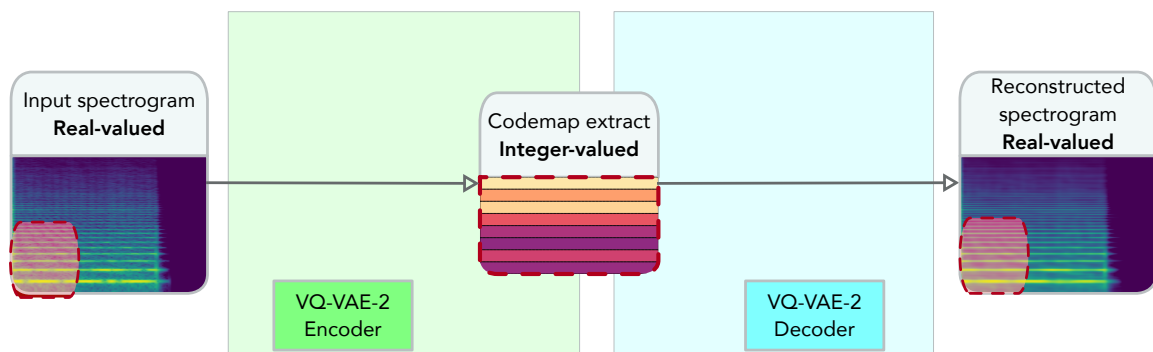 Input spectrogram
Real-valued
VQ-VAE-2
Encoder
Codemap extract
Integer-valued
VQ-VAE-2
Decoder
Reconstructed
spectrogram
Real-valued